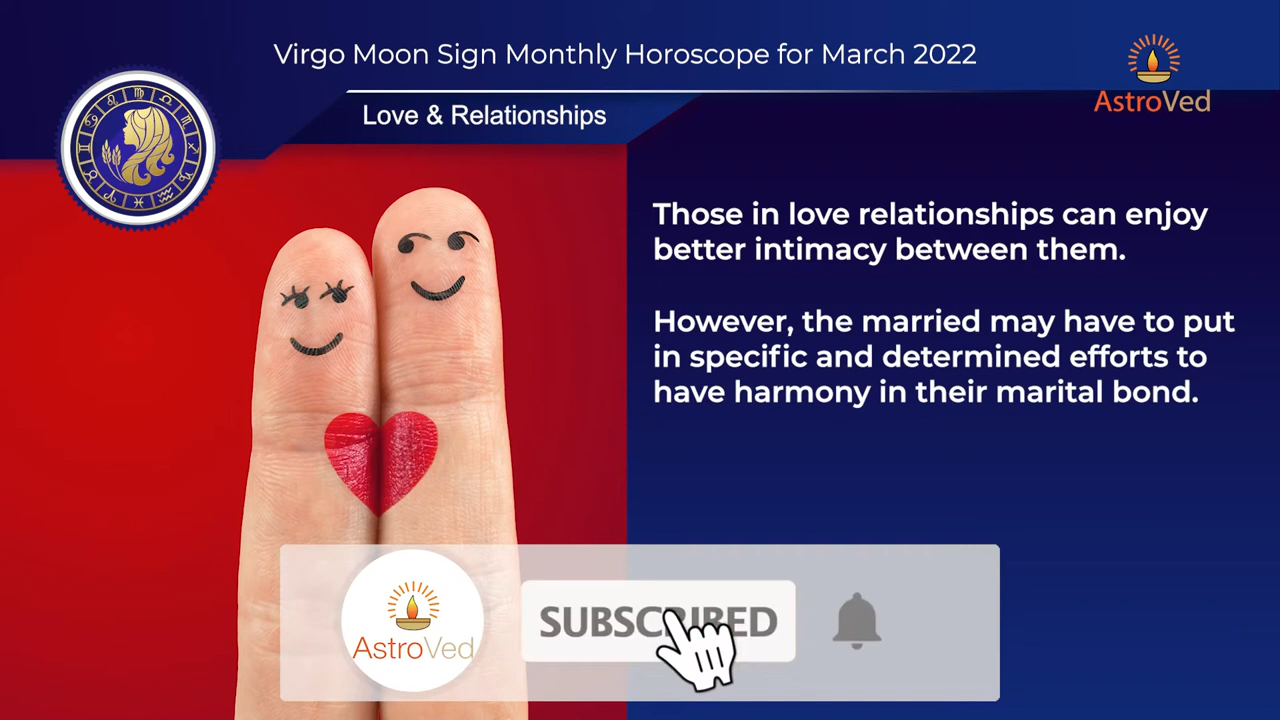 Virgo Moon Sign Monthly Horoscope for March 2022
AstroVed
Love & Relationships
Those in love relationships can enjoy
better intimacy between them.
However, the married may have to put
in specific and determined efforts to
have harmony in their marital bond.
AstroVed
SUBSCRIBED